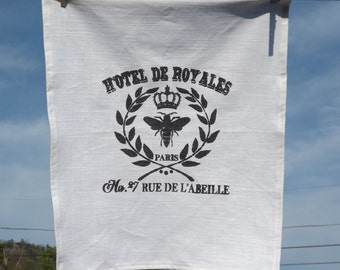 HOTEL DE ROYALES
PARIS
No. 27 RUE DE L'ABEILLE